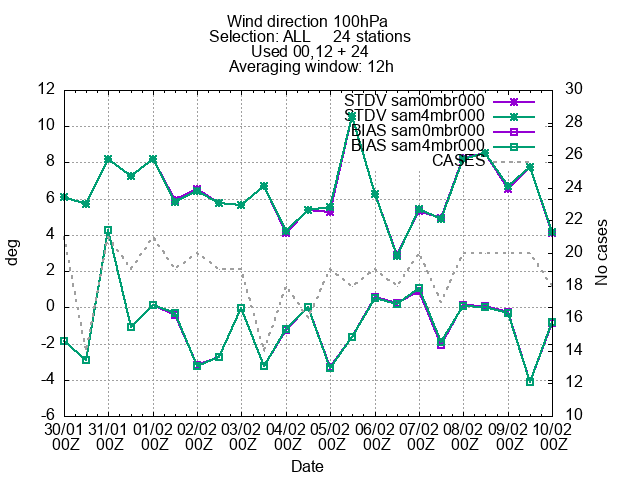 Wind direction 100hPa
Selection: ALL 24 stations
Used 00,12 + 24
Averaging window: 12h
STDV sam0mbr000
STDV sam4mbr000
BIAS sam0mbr000
BIAS sam4mbr000
CASES
deg
12
10
8
6
4
2
0
-2
-4
-6
30
28
26
24
22
20
18
16
14
12
10
No cases
30/01 31/01 01/02 02/02 03/02 04/02 05/02 06/02 07/02 08/02 09/02 10/02
00Z 00Z 00Z 00Z 00Z 00Z 00Z 00Z 00Z 00Z 00Z 00Z
Date